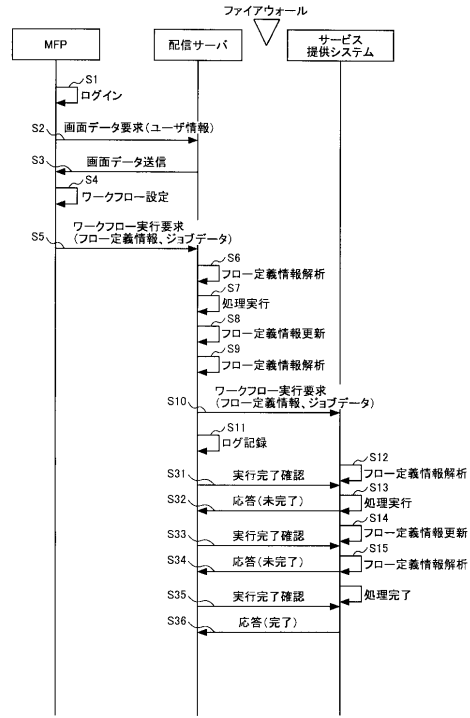 ファイアウォール
MFP
配信サーバ
サービス
提供システム
S1
ログイン
S2
画面データ要求(ユーザ情報)
S3
画面データ送信
S4
ワークフロー設定
S5
ワークフロー実行要求
(フロー定義情報、ジョブデータ)
S6
フロー定義情報解析
S7
処理実行
S8
フロー定義情報更新
S9
フロー定義情報解析
S10
ワークフロー実行要求
(フロー定義情報、ジョブデータ)
S11
ログ記録
S12
フロー定義情報解析
S31
実行完了確認
S13
処理実行
S32
応答(未完了)
S14
フロー定義情報更新
S33
実行完了確認
S15
フロー定義情報解析
S34
応答(未完了)
処理完了
S35
実行完了確認
S36
応答(完了)